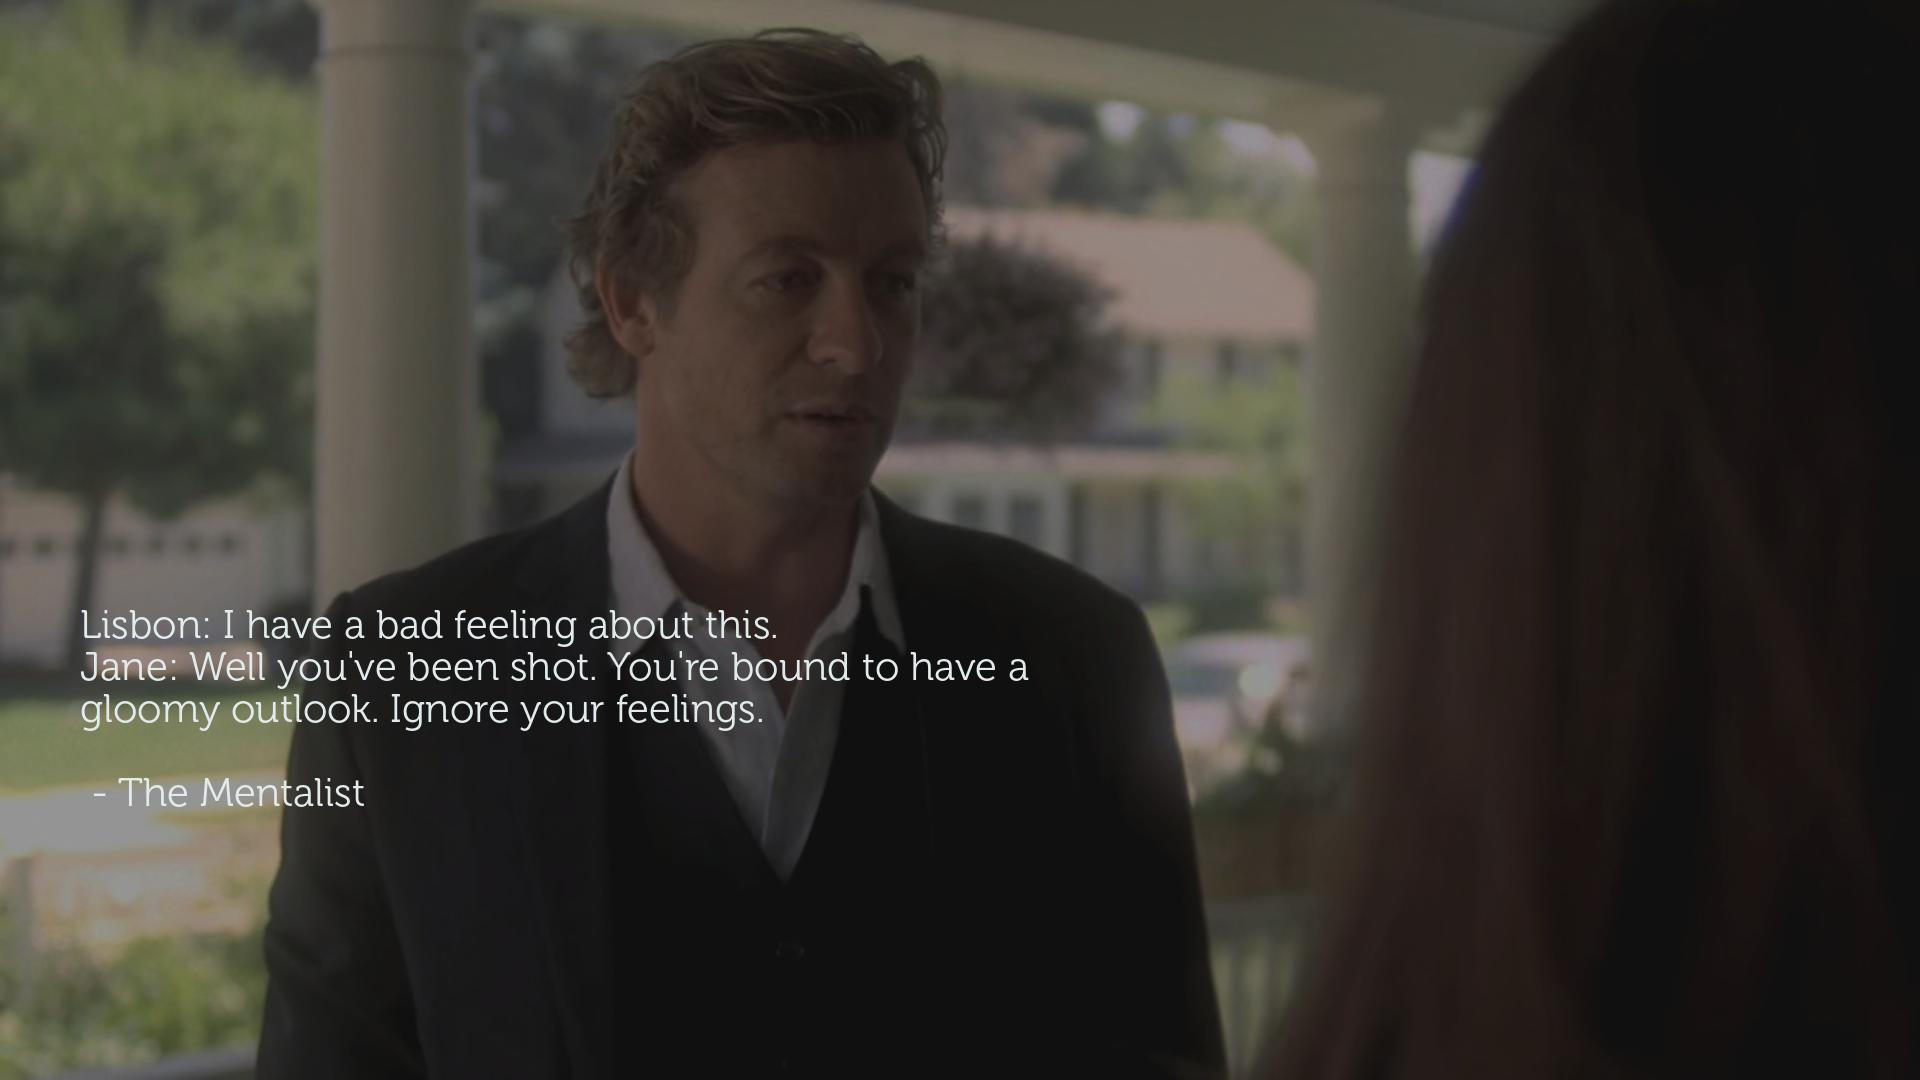 Lisbon: I have a bad feeling about this.
Jane: Well you've been shot. You're bound to have a
gloomy outlook. Ignore your feelings.
- The Mentalist